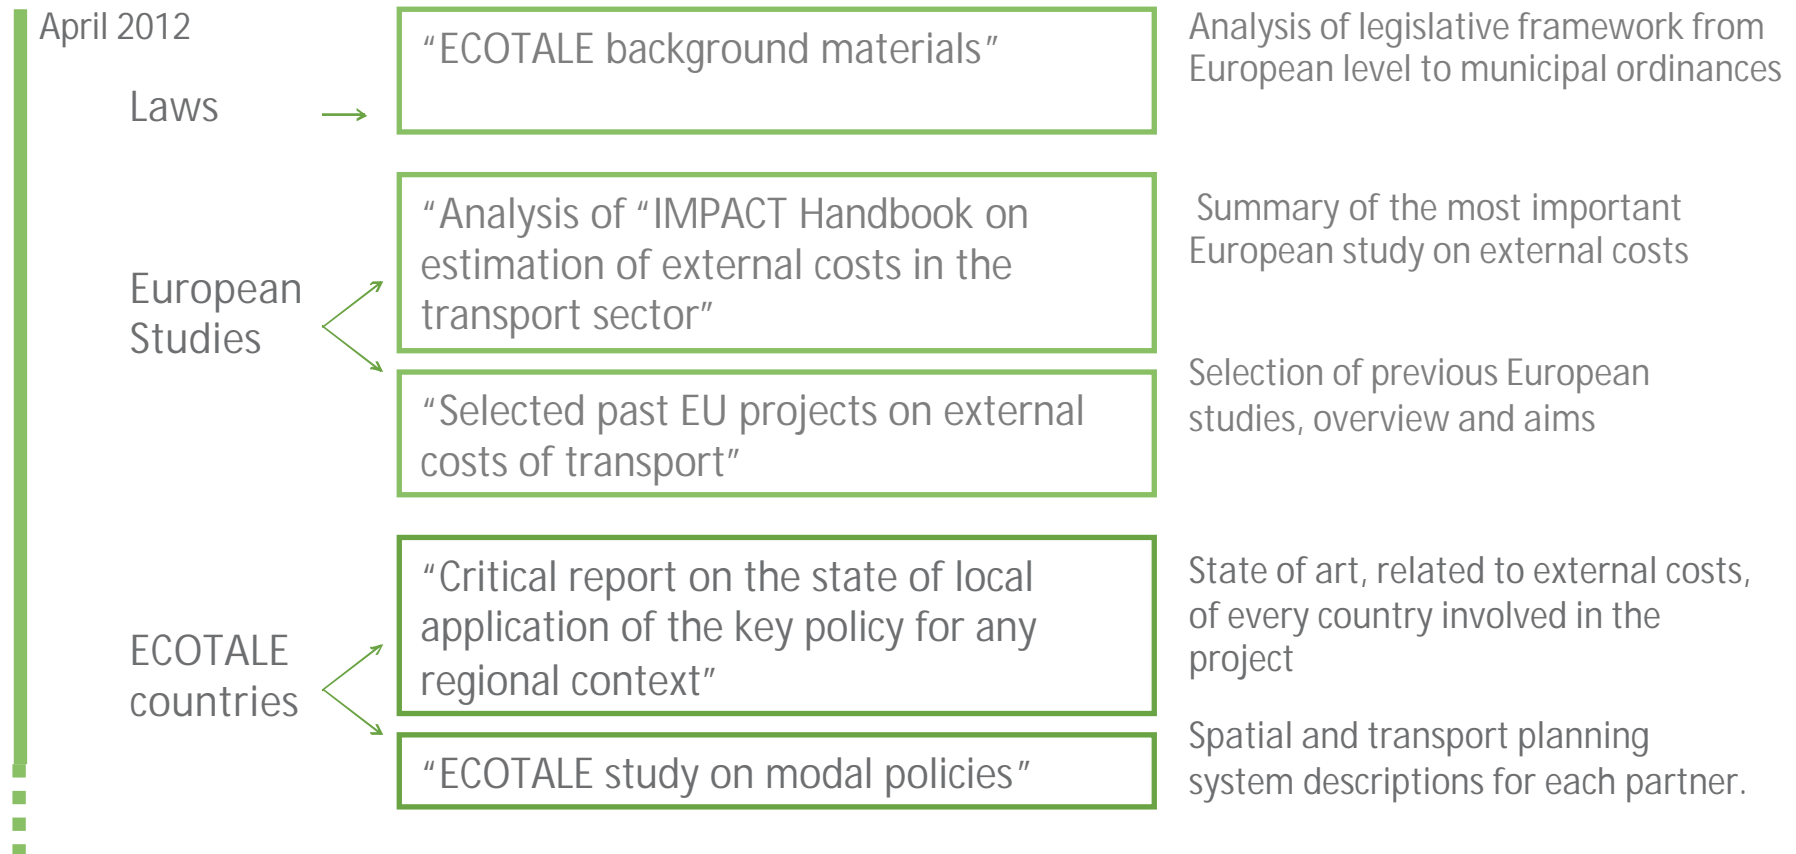 April 2012
Laws
“ECOTALE background materials”
Analysis of legislative framework from
European level to municipal ordinances
European
Studies
“Analysis of “IMPACT Handbook on
estimation of external costs in the
transport sector”
Summary of the most important
European study on external costs
“Selected past EU projects on external
costs of transport”
Selection of previous European
studies, overview and aims
ECOTALE
countries
“Critical report on the state of local
application of the key policy for any
regional context”
State of art, related to external costs,
of every country involved in the
project
“ECOTALE study on modal policies”
Spatial and transport planning
system descriptions for each partner.